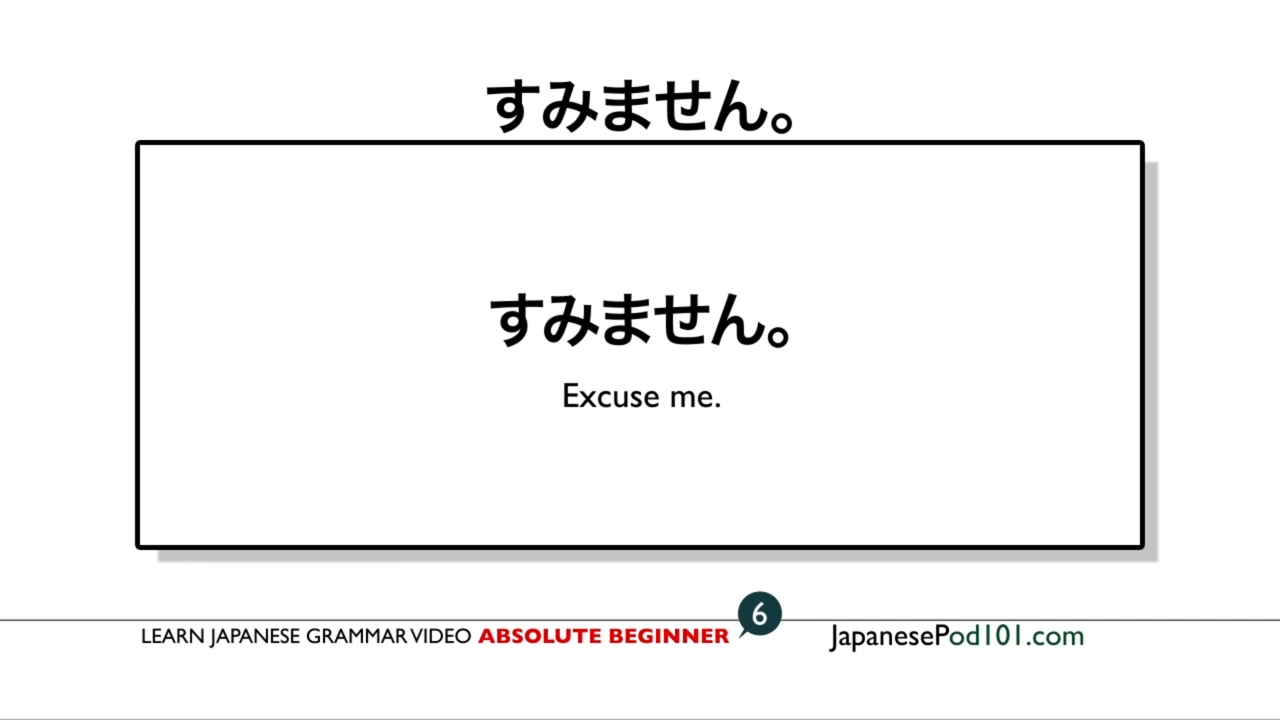 すみません。
すみません。
Excuse me.
6
LEARN JAPANESE GRAMMAR VIDEO ABSOLUTE BEGINNER
JapanesePod101.com